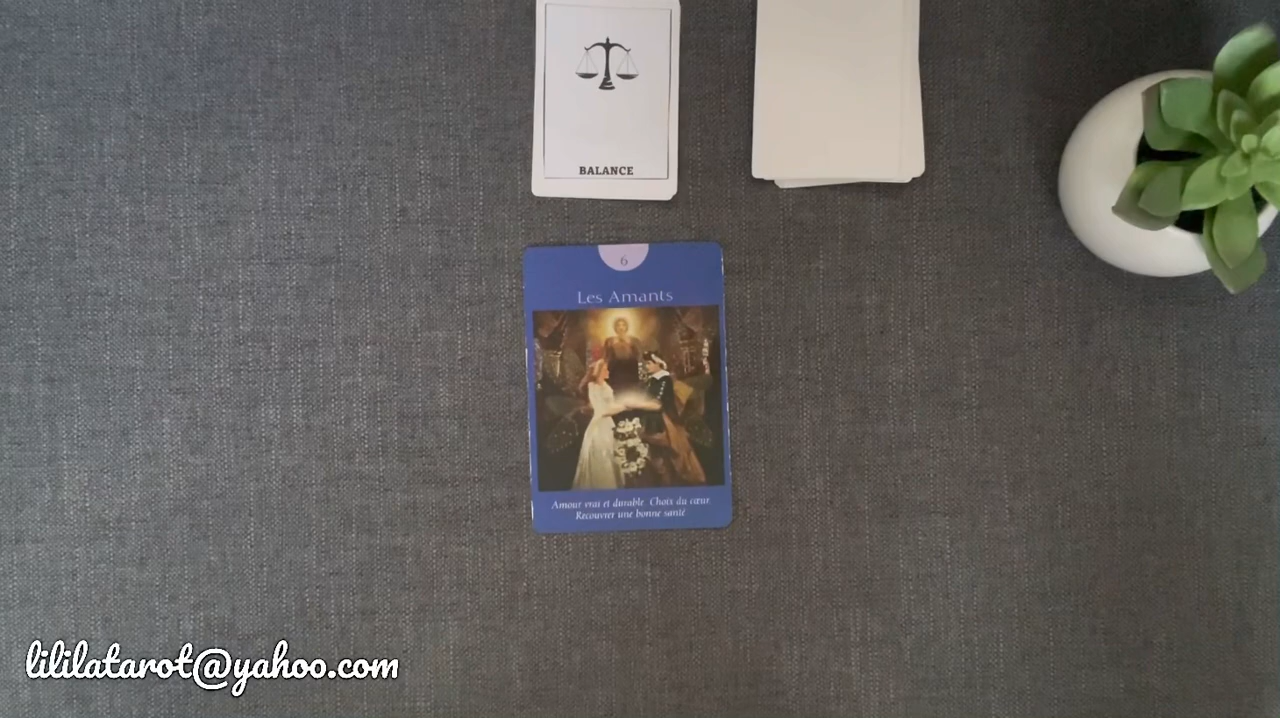 BALANCE
6
Les Amants
Amour vrai et durable. Choix du cœur.
Recouvrer une bonne santé
lililatarot@yahoo.com